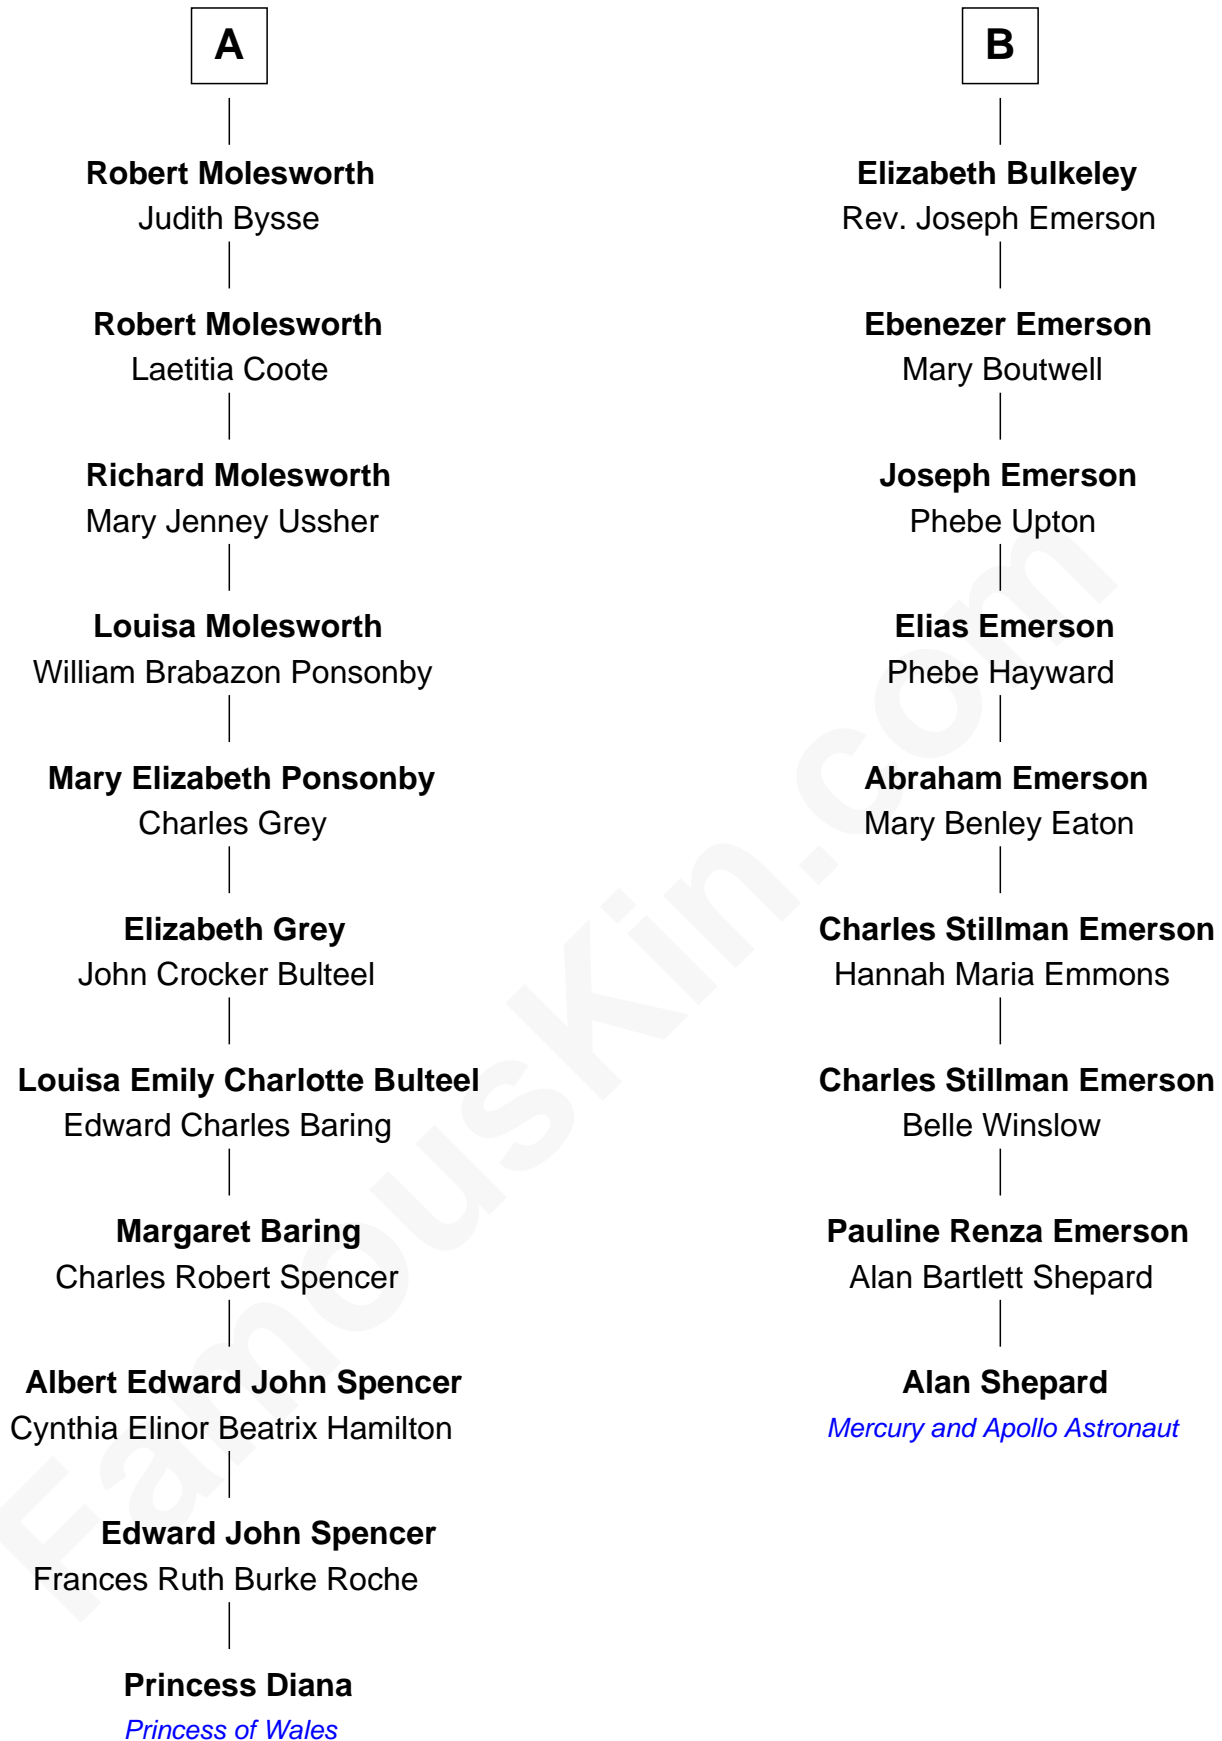 A
Robert Molesworth
Judith Bysse
Robert Molesworth
Laetitia Coote
Richard Molesworth
Mary Jenney Ussher
Louisa Molesworth
William Brabazon Ponsonby
Mary Elizabeth Ponsonby
Charles Grey
Elizabeth Grey
John Crocker Bulteel
Louisa Emily Charlotte Bulteel
Edward Charles Baring
Margaret Baring
Charles Robert Spencer
Albert Edward John Spencer
Cynthia Elinor Beatrix Hamilton
Edward John Spencer
Frances Ruth Burke Roche
Princess Diana
Princess of Wales
B
Elizabeth Bulkeley
Rev. Joseph Emerson
Ebenezer Emerson
Mary Boutwell
Joseph Emerson
Phebe Upton
Elias Emerson
Phebe Hayward
Abraham Emerson
Mary Benley Eaton
Charles Stillman Emerson
Hannah Maria Emmons
Charles Stillman Emerson
Belle Winslow
Pauline Renza Emerson
Alan Bartlett Shepard
Alan Shepard
Mercury and Apollo Astronaut
FamousKin.com